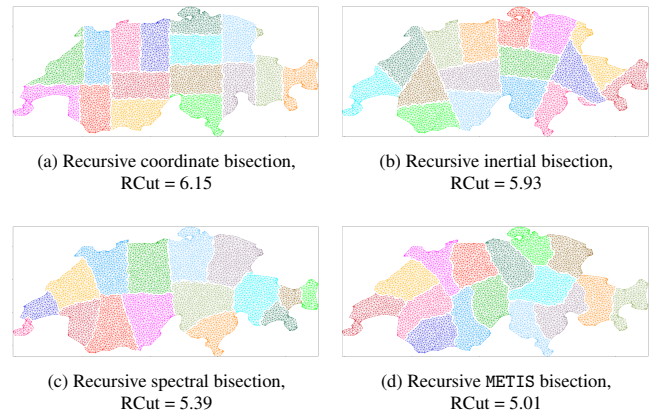 (a) Recursive coordinate bisection,
RCut = 6.15
(b) Recursive inertial bisection,
RCut = 5.93
(c) Recursive spectral bisection,
RCut = 5.39
(d) Recursive METIS bisection,
RCut = 5.01